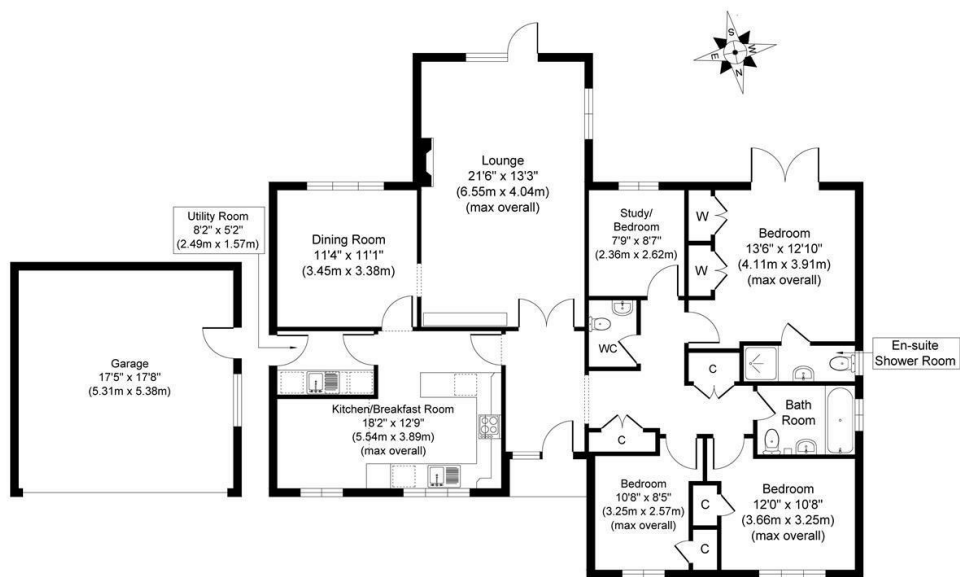 S
E
W
N
Lounge
21'6" x 13'3"
(6.55m x 4.04m)
(max overall)
Utility Room
8'2" x 5'2"
(2.49m x 1.57m)
Dining Room
11'4" x 11'1"
(3.45m x 3.38m)
Study/
Bedroom
7'9" x 8'7"
(2.36m x 2.62m)
W
W
Bedroom
13'6" x 12'10"
(4.11m x 3.91m)
(max overall)
Garage
17'5" x 17'8"
(5.31m x 5.38m)
WC
En-suite
Shower Room
C
Kitchen/Breakfast Room
18'2" x 12'9"
(5.54m x 3.89m)
(max overall)
Bath
Room
C
Bedroom
10'8" x 8'5"
(3.25m x 2.57m)
(max overall)
C
C
Bedroom
12'0" x 10'8"
(3.66m x 3.25m)
(max overall)